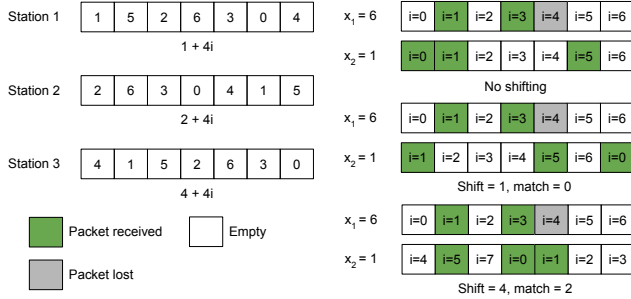 Station 1 1 5 2 6 3 0 4
1 + 4i
Station 2 2 6 3 0 4 1 5
2 + 4i
Station 3 4 1 5 2 6 3 0
4 + 4i
Packet received Empty
Packet lost
x₁ = 6 i=0 i=1 i=2 i=3 i=4 i=5 i=6
x₂ = 1 i=0 i=1 i=2 i=3 i=4 i=5 i=6
No shifting
x₁ = 6 i=0 i=1 i=2 i=3 i=4 i=5 i=6
x₂ = 1 i=1 i=2 i=3 i=4 i=5 i=6 i=0
Shift = 1, match = 0
x₁ = 6 i=0 i=1 i=2 i=3 i=4 i=5 i=6
x₂ = 1 i=4 i=5 i=7 i=0 i=1 i=2 i=3
Shift = 4, match = 2